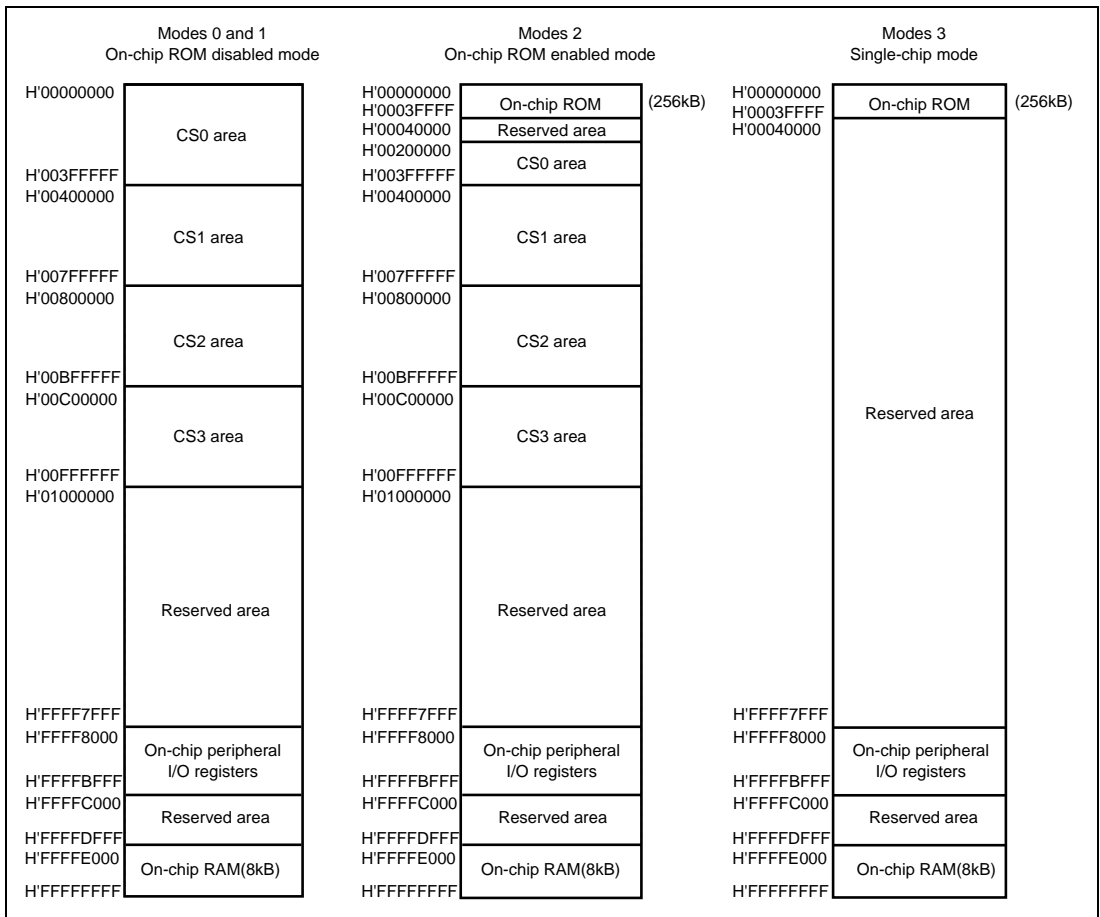 Modes 0 and 1
On-chip ROM disabled mode
H'00000000
CS0 area
H'003FFFFF
H'00400000
CS1 area
H'007FFFFF
H'00800000
CS2 area
H'00BFFFFF
H'00C00000
CS3 area
H'00FFFFFF
H'01000000
Reserved area
H'FFFF7FFF
H'FFFF8000
On-chip peripheral
I/O registers
H'FFFFBFFF
H'FFFFC000
Reserved area
H'FFFFDFFF
H'FFFFE000
On-chip RAM(8kB)
H'FFFFFFFF
Modes 2
On-chip ROM enabled mode
H'00000000
On-chip ROM
(256kB)
H'0003FFFF
H'00040000
Reserved area
H'00200000
CS0 area
H'003FFFFF
H'00400000
CS1 area
H'007FFFFF
H'00800000
CS2 area
H'00BFFFFF
H'00C00000
CS3 area
H'00FFFFFF
H'01000000
Reserved area
H'FFFF7FFF
H'FFFF8000
On-chip peripheral
I/O registers
H'FFFFBFFF
H'FFFFC000
Reserved area
H'FFFFDFFF
H'FFFFE000
On-chip RAM(8kB)
H'FFFFFFFF
Modes 3
Single-chip mode
H'00000000
On-chip ROM
(256kB)
H'0003FFFF
H'00040000
Reserved area
H'FFFF7FFF
H'FFFF8000
On-chip peripheral
I/O registers
H'FFFFBFFF
H'FFFFC000
Reserved area
H'FFFFDFFF
H'FFFFE000
On-chip RAM(8kB)
H'FFFFFFFF